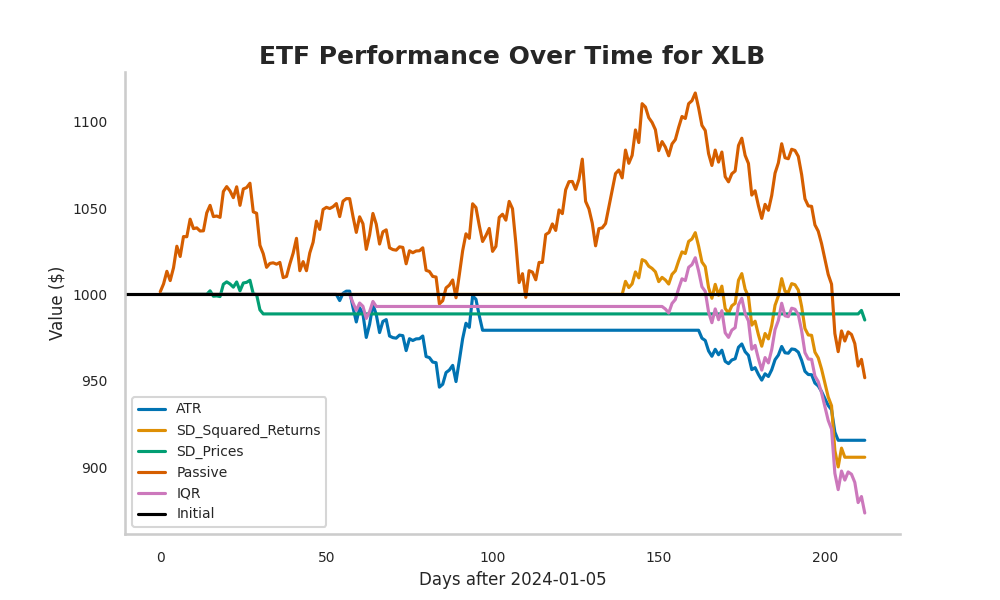 ETF Performance Over Time for XLB
Value ($)
1100
1050
1000
950
900
ATR
SD_Squared_Returns
SD_Prices
Passive
IQR
Initial
0 50 100 150 200
Days after 2024-01-05